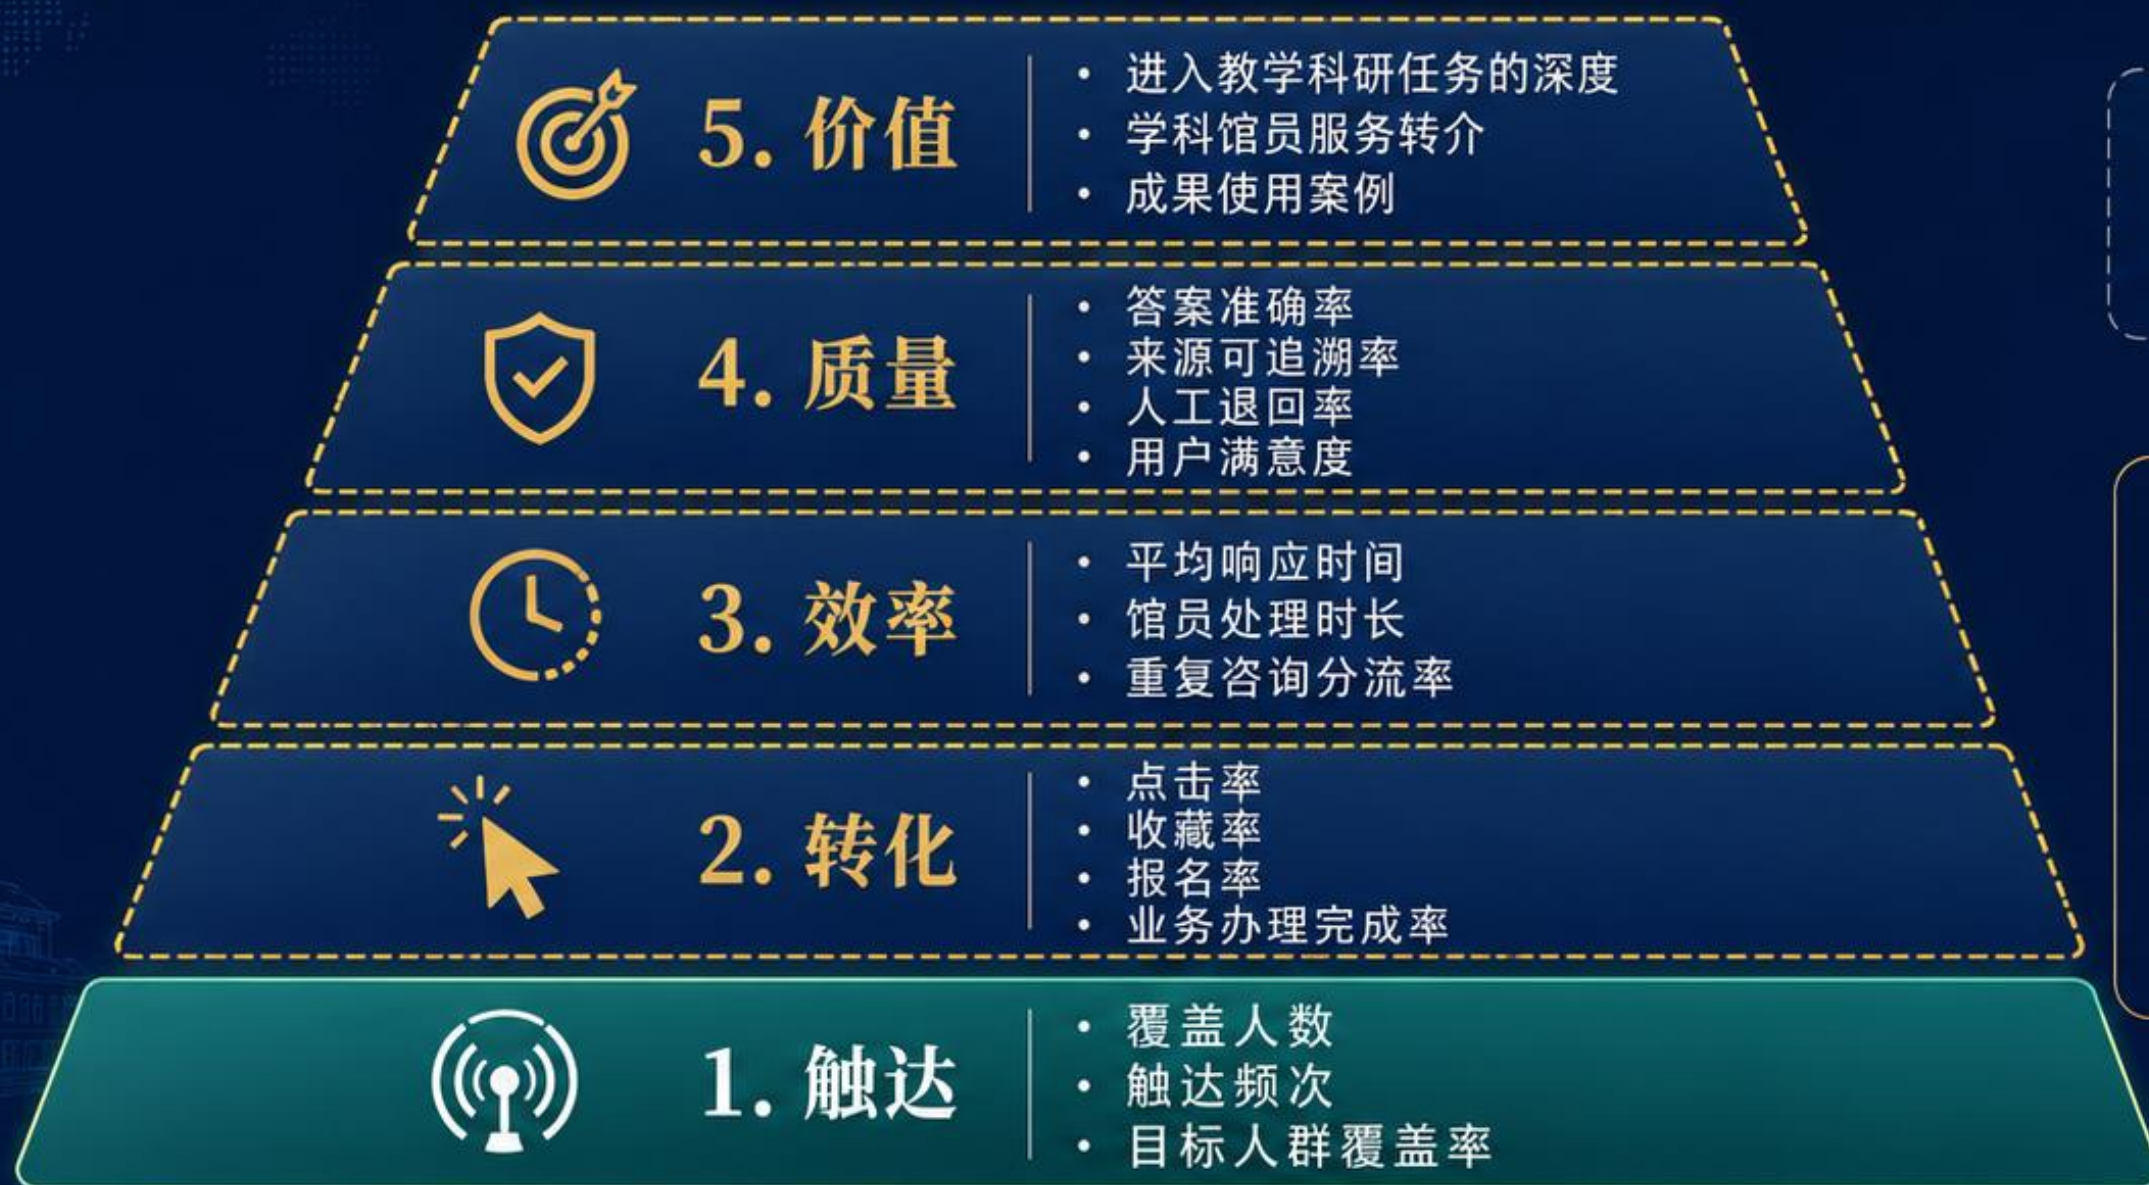 5. 价值
• 进入教学科研任务的深度
• 学科馆员服务转介
• 成果使用案例
4. 质量
• 答案准确率
• 来源可追溯率
• 人工退回率
• 用户满意度
3. 效率
• 平均响应时间
• 馆员处理时长
• 重复咨询分流率
2. 转化
• 点击率
• 收藏率
• 报名率
• 业务办理完成率
1. 触达
• 覆盖人数
• 触达频次
• 目标人群覆盖率